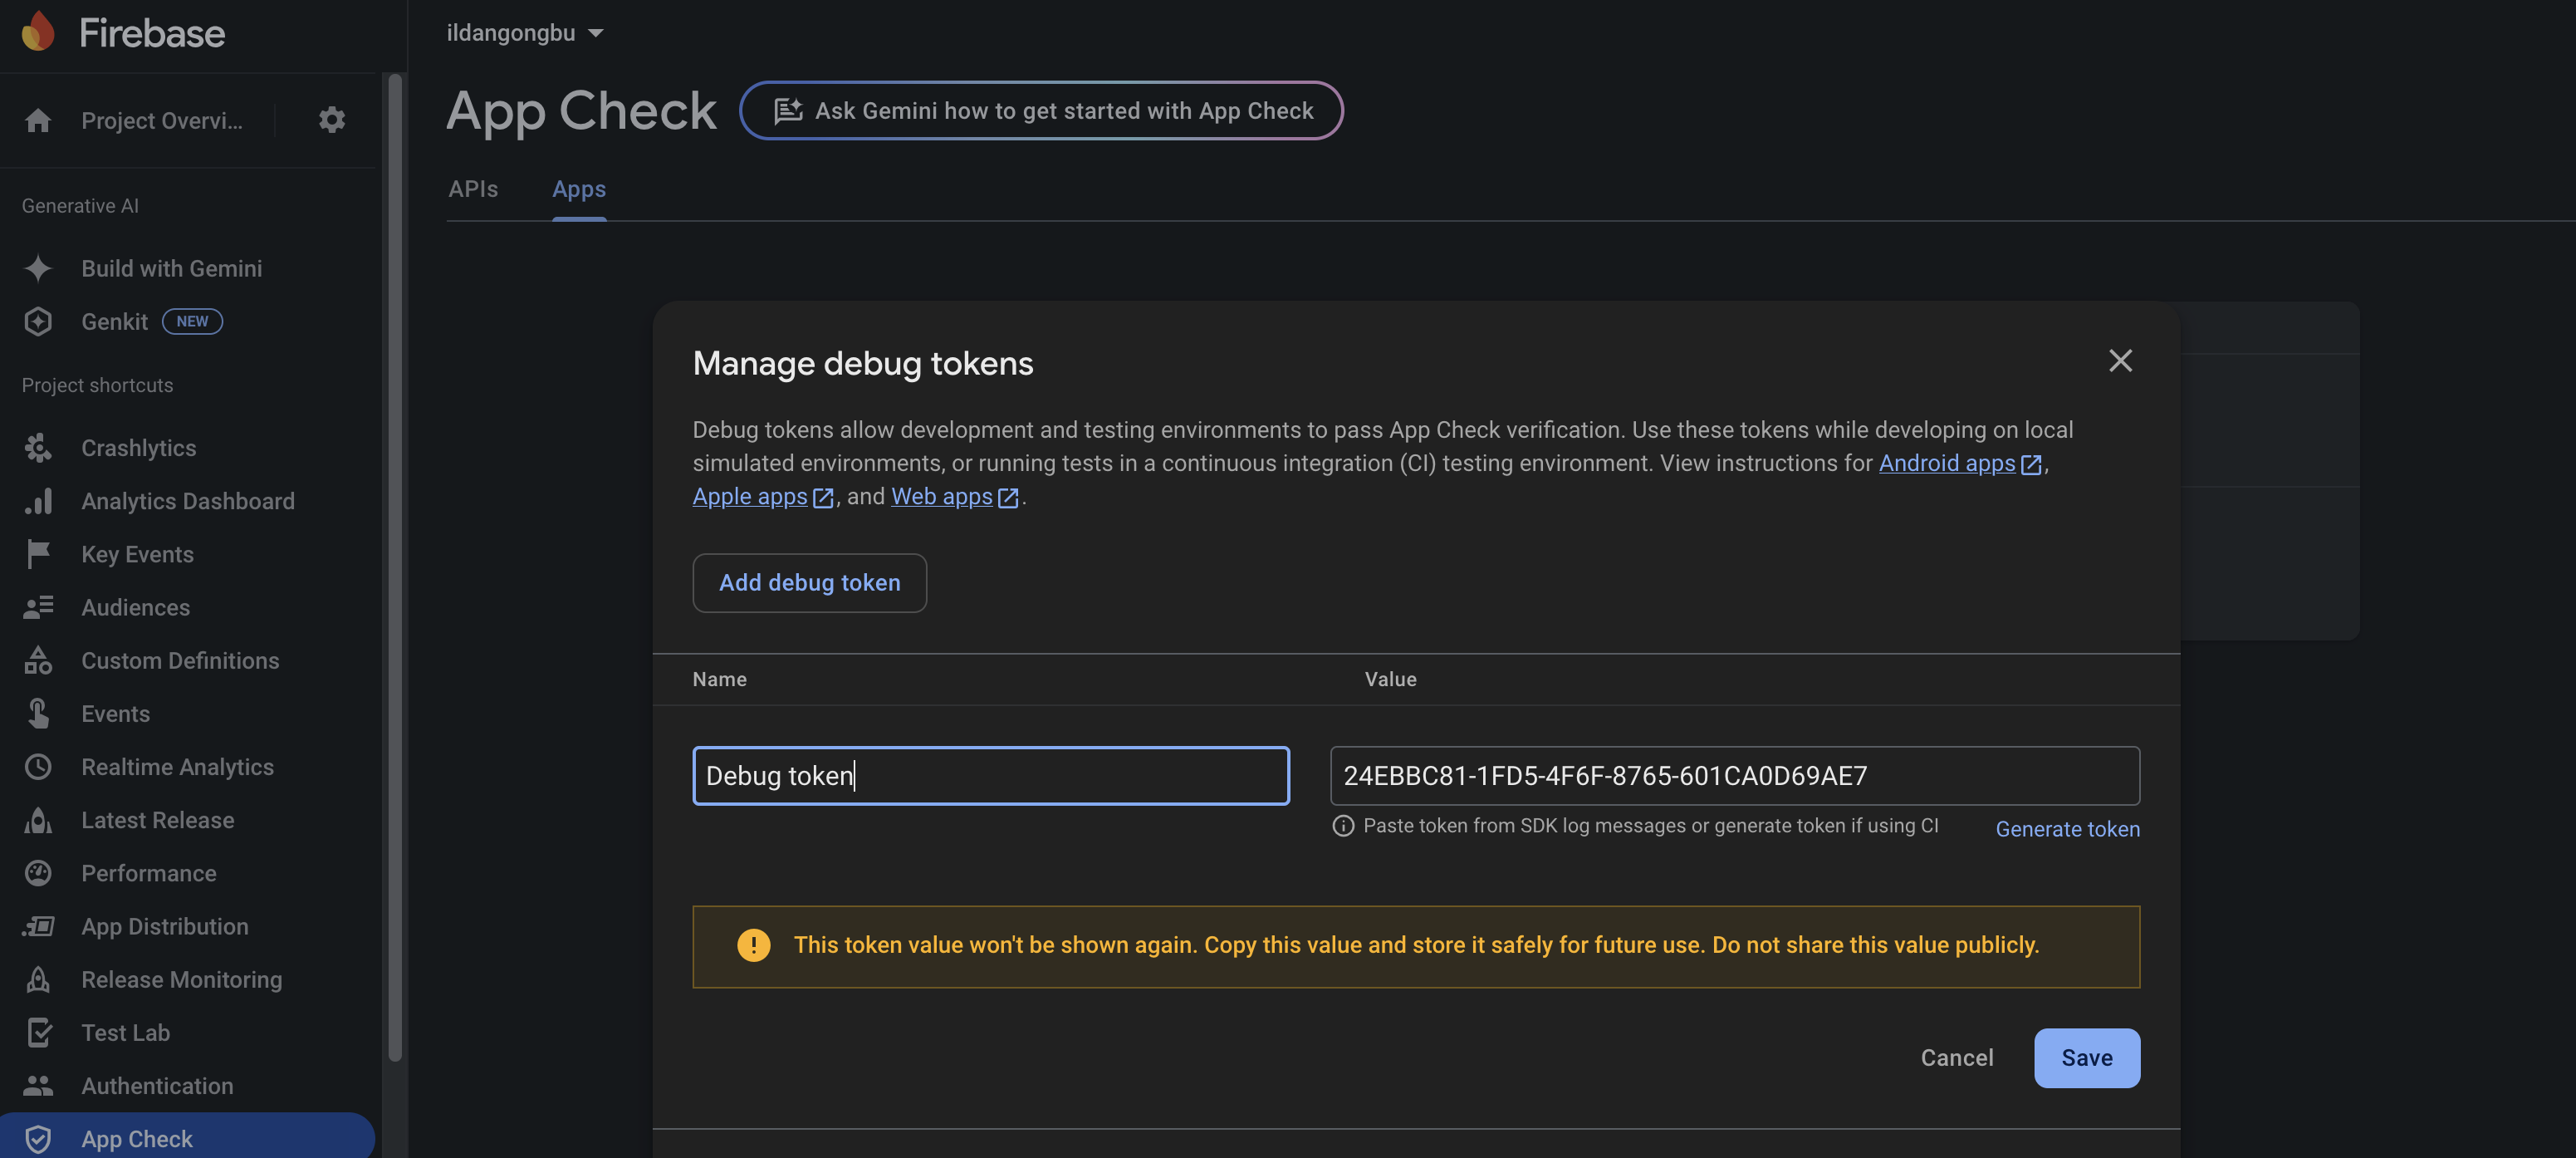 Firebase
Project Overvi...
Generative AI
Build with Gemini
Genkit NEW
Project shortcuts
Crashlytics
Analytics Dashboard
Key Events
Audiences
Custom Definitions
Events
Realtime Analytics
Latest Release
Performance
App Distribution
Release Monitoring
Test Lab
Authentication
App Check
ildangongbu
App Check
Ask Gemini how to get started with App Check
APIs Apps
Manage debug tokens
Debug tokens allow development and testing environments to pass App Check verification. Use these tokens while developing on local
simulated environments, or running tests in a continuous integration (CI) testing environment. View instructions for Android apps,
Apple apps, and Web apps.
Add debug token
Name Value
Debug token 24EBBC81-1FD5-4F6F-8765-601CA0D69AE7
Paste token from SDK log messages or generate token if using CI Generate token
This token value won't be shown again. Copy this value and store it safely for future use. Do not share this value publicly.
Cancel Save